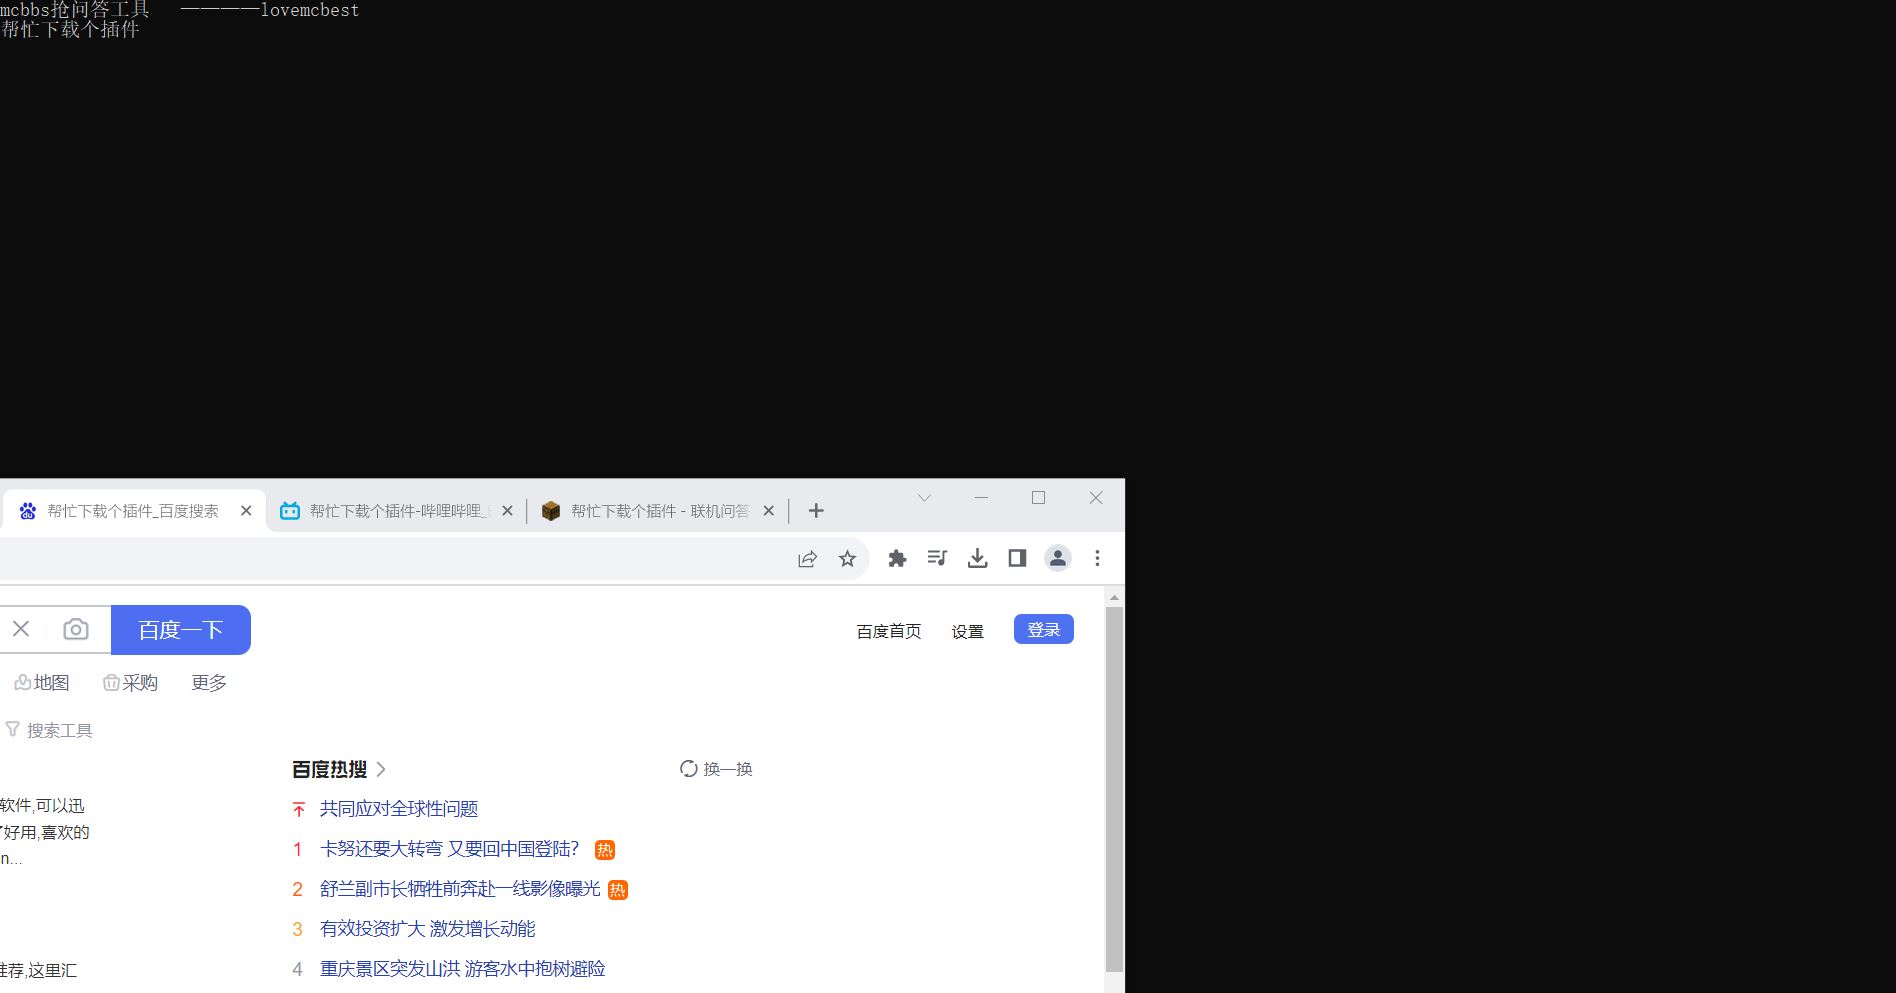 mcbbs抢问答工具 ————lovemcbest
帮忙下载个插件
帮忙下载个插件_百度搜索
帮忙下载个插件-哔哩哔哩_
帮忙下载个插件 - 联机问答
百度一下
百度首页 设置 登录
地图 采购 更多
搜索工具
百度热搜 换一换
软件,可以迅
好用,喜欢的
n...
荐,这里汇
共同应对全球性问题
1 卡努还要大转弯 又要回中国登陆? 热
2 舒兰副市长牺牲前奔赴一线影像曝光 热
3 有效投资扩大 激发增长动能
4 重庆景区突发山洪 游客水中抱树避险